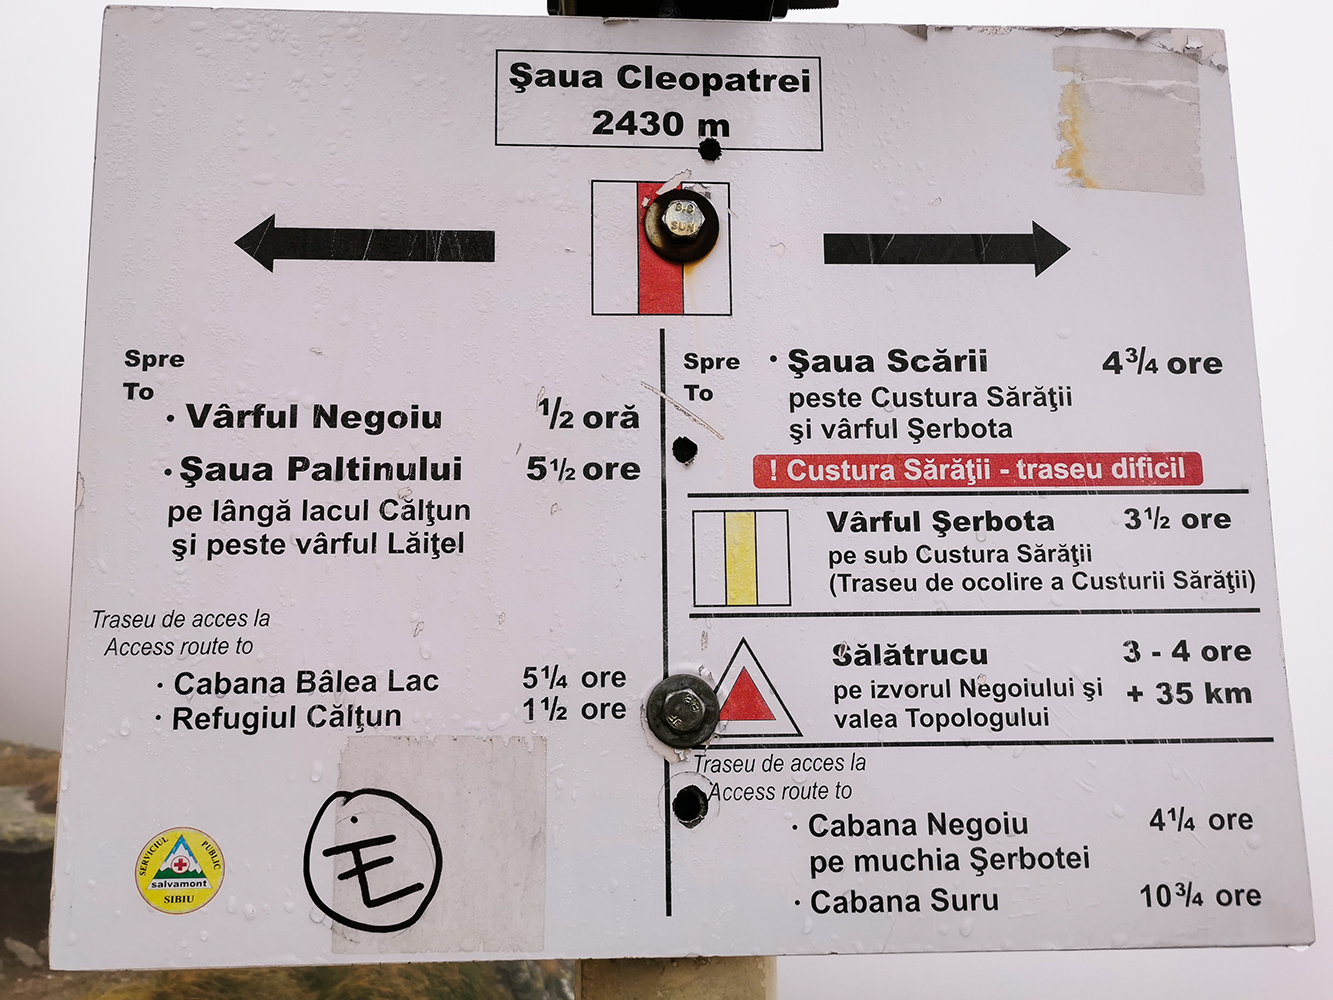 Şaua Cleopatrei
2430 m
Spre
To
· Vârful Negoiu ½ oră
· Şaua Paltinului 5½ ore
pe lângă lacul Călţun
şi peste vârful Lăiţel
Traseu de acces la
Access route to
· Cabana Bâlea Lac 5¼ ore
· Refugiul Călţun 1½ ore
SERVICIUL PUBLIC
salvamont
SIBIU
Spre
To
· Şaua Scării 4¾ ore
peste Custura Sărăţii
şi vârful Şerbota
! Custura Sărăţii - traseu dificil
Vârful Şerbota 3½ ore
pe sub Custura Sărăţii
(Traseu de ocolire a Custurii Sărăţii)
Sălătrucu 3 - 4 ore
pe izvorul Negoiului şi + 35 km
valea Topologului
Traseu de acces la
Access route to
· Cabana Negoiu 4¼ ore
pe muchia Şerbotei
· Cabana Suru 10¾ ore